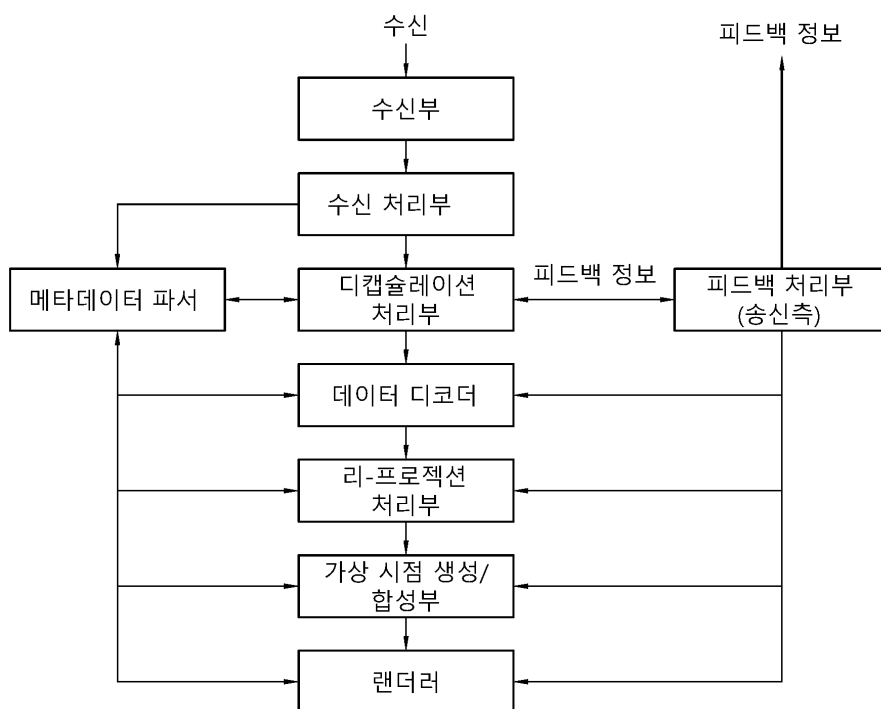 수신
피드백 정보
수신부
수신 처리부
메타데이터 파서
디캡슐레이션
처리부
피드백 정보
피드백 처리부
(송신측)
데이터 디코더
리-프로젝션
처리부
가상 시점 생성/
합성부
랜더러